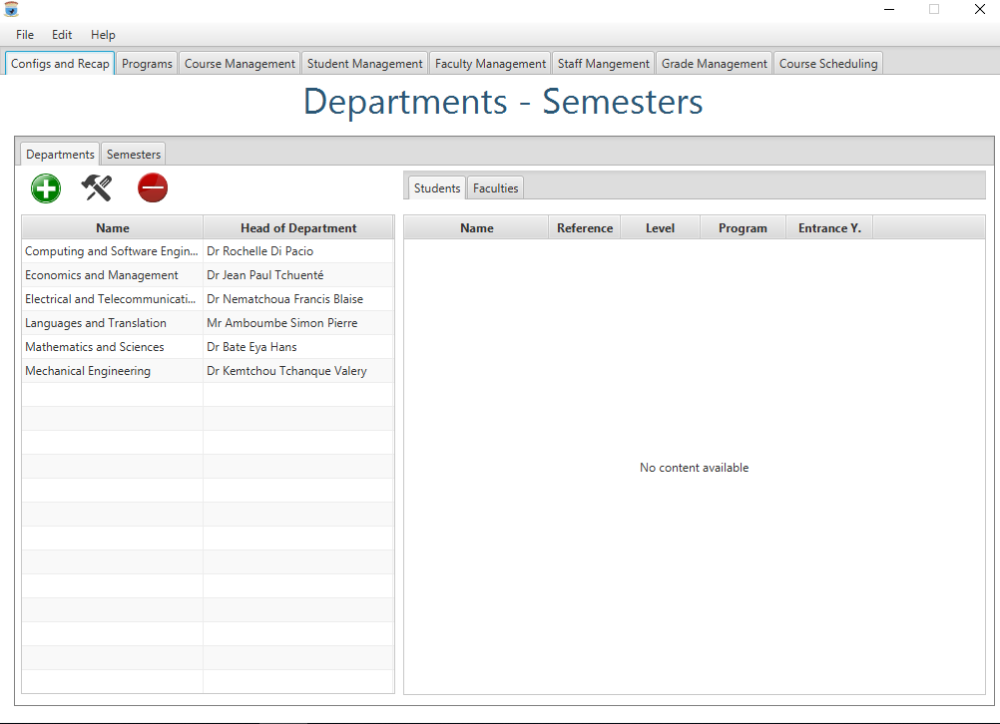 File Edit Help
Configs and Recap Programs Course Management Student Management Faculty Management Staff Mangement Grade Management Course Scheduling
Departments - Semesters
Departments Semesters
Students Faculties
Name Head of Department
Name Reference Level Program Entrance Y.
Computing and Software Engin... Dr Rochelle Di Pacio
Economics and Management Dr Jean Paul Tchuenté
Electrical and Telecommunicati... Dr Nematchoua Francis Blaise
Languages and Translation Mr Amboumbe Simon Pierre
Mathematics and Sciences Dr Bate Eya Hans
Mechanical Engineering Dr Kemtchou Tchanque Valery
No content available